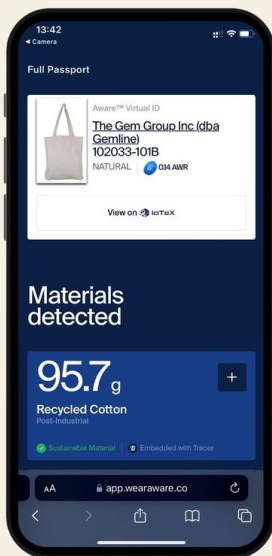 13:42
◀ Camera
Full Passport
Aware™ Virtual ID
The Gem Group Inc (dba
Gemline)
102033-101B
NATURAL
0.14 AWR
View on IoTeX
Materials
detected
95.7g
+
Recycled Cotton
Post-Industrial
Sustainable Material
Embedded with Tracer
AA
app.wearaware.co